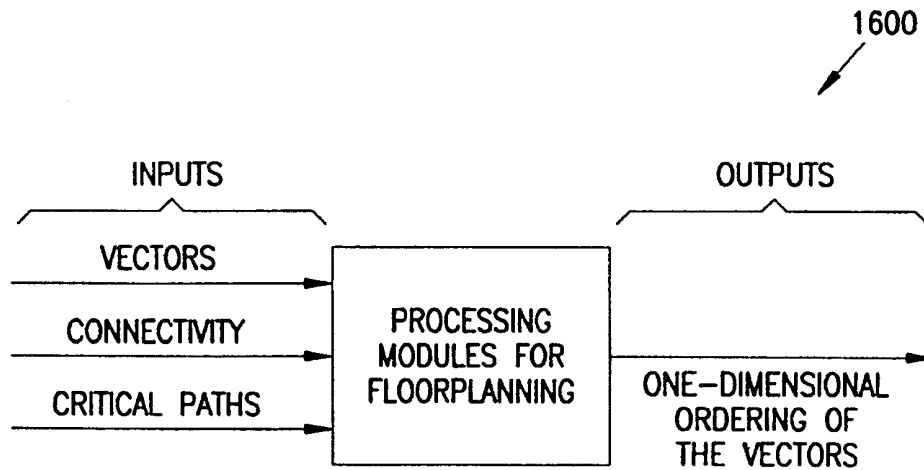 1600
INPUTS
OUTPUTS
VECTORS
CONNECTIVITY
CRITICAL PATHS
PROCESSING
MODULES FOR
FLOORPLANNING
ONE-DIMENSIONAL
ORDERING OF
THE VECTORS